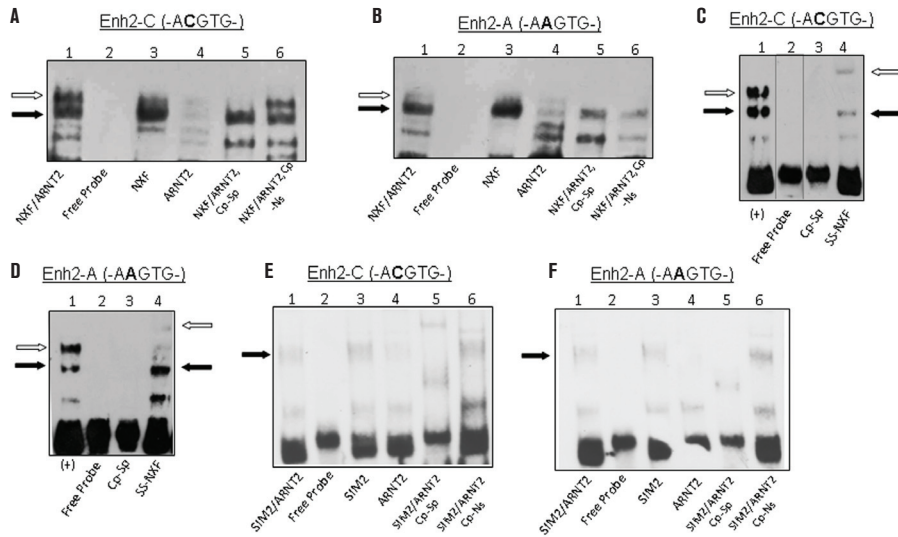 A
Enh2-C (-ACGTG-)
1 2 3 4 5 6
NXF/ARNT2
Free Probe
NXF
ARNT2
NXF/ARNT2,
Cp-Sp
NXF/ARNT2,Cp
-Ns
B
Enh2-A (-AAGTG-)
1 2 3 4 5 6
NXF/ARNT2
Free Probe
NXF
ARNT2
NXF/ARNT2,
Cp-Sp
NXF/ARNT2,Cp
-Ns
C
Enh2-C (-ACGTG-)
1 2 3 4
(+)
Free Probe
Cp-Sp
SS-NXF
D
Enh2-A (-AAGTG-)
1 2 3 4
(+)
Free Probe
Cp-Sp
SS-NXF
E
Enh2-C (-ACGTG-)
1 2 3 4 5 6
SIM2/ARNT2
Free Probe
SIM2
ARNT2
SIM2/ARNT2
Cp-Sp
SIM2/ARNT2
Cp-Ns
F
Enh2-A (-AAGTG-)
1 2 3 4 5 6
SIM2/ARNT2
Free Probe
SIM2
ARNT2
SIM2/ARNT2
Cp-Sp
SIM2/ARNT2
Cp-Ns